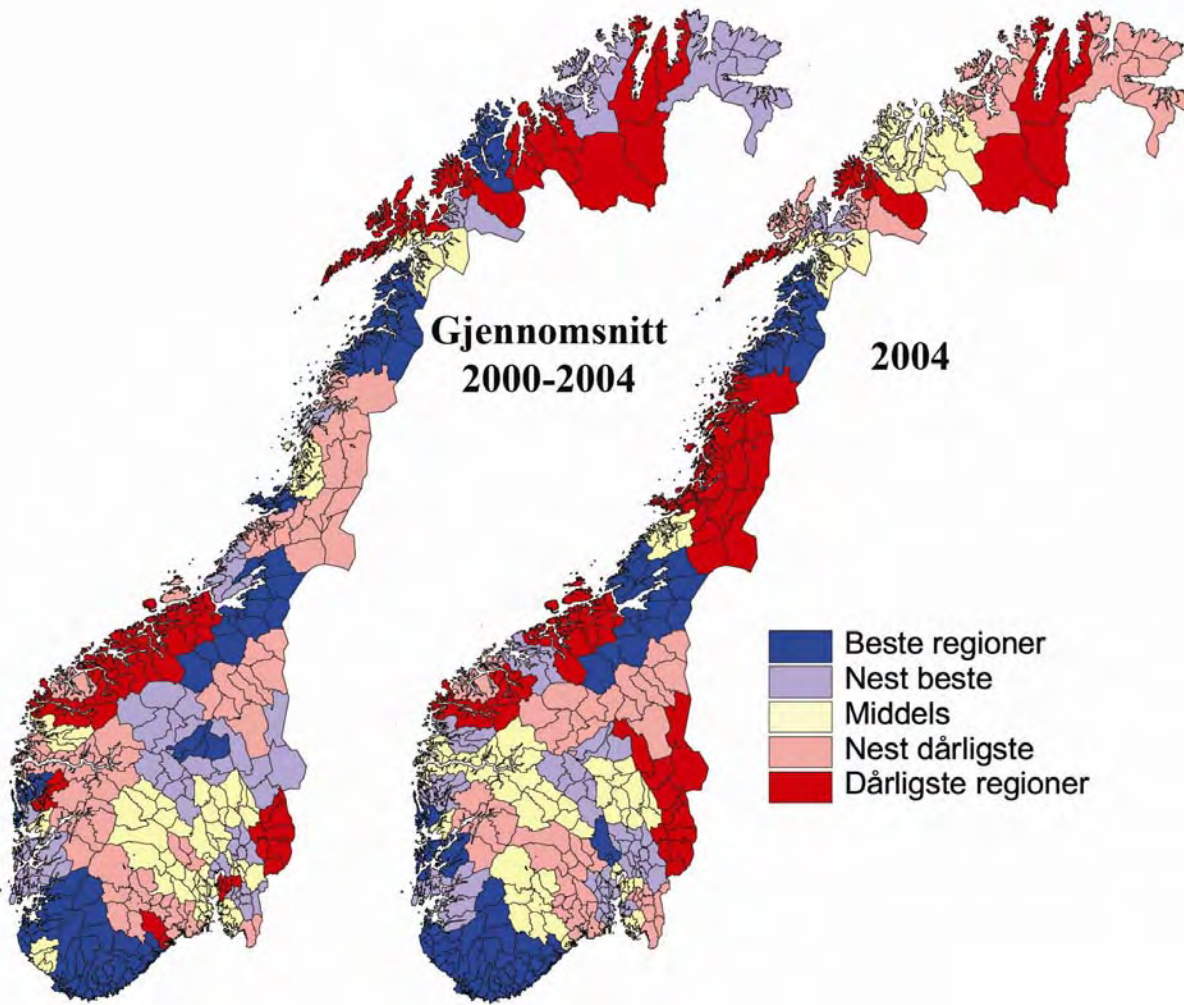 Gjennomsnitt
2000-2004
2004
Beste regioner
Nest beste
Middels
Nest dårligste
Dårligste regioner